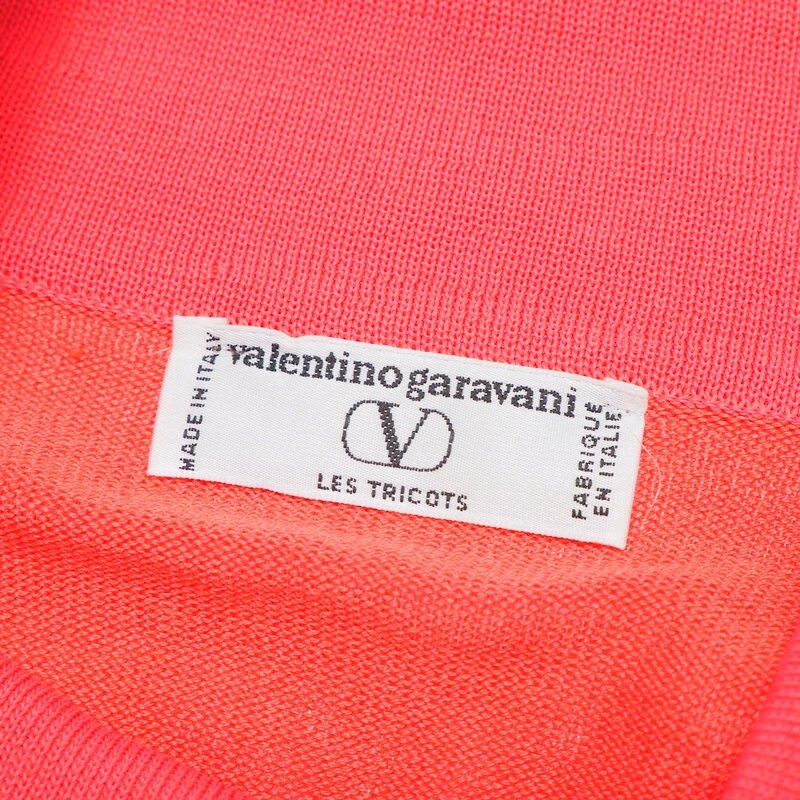 MADE IN ITALY
valentino garavani
V
LES TRICOTS
FABRIQUE
EN ITALIE